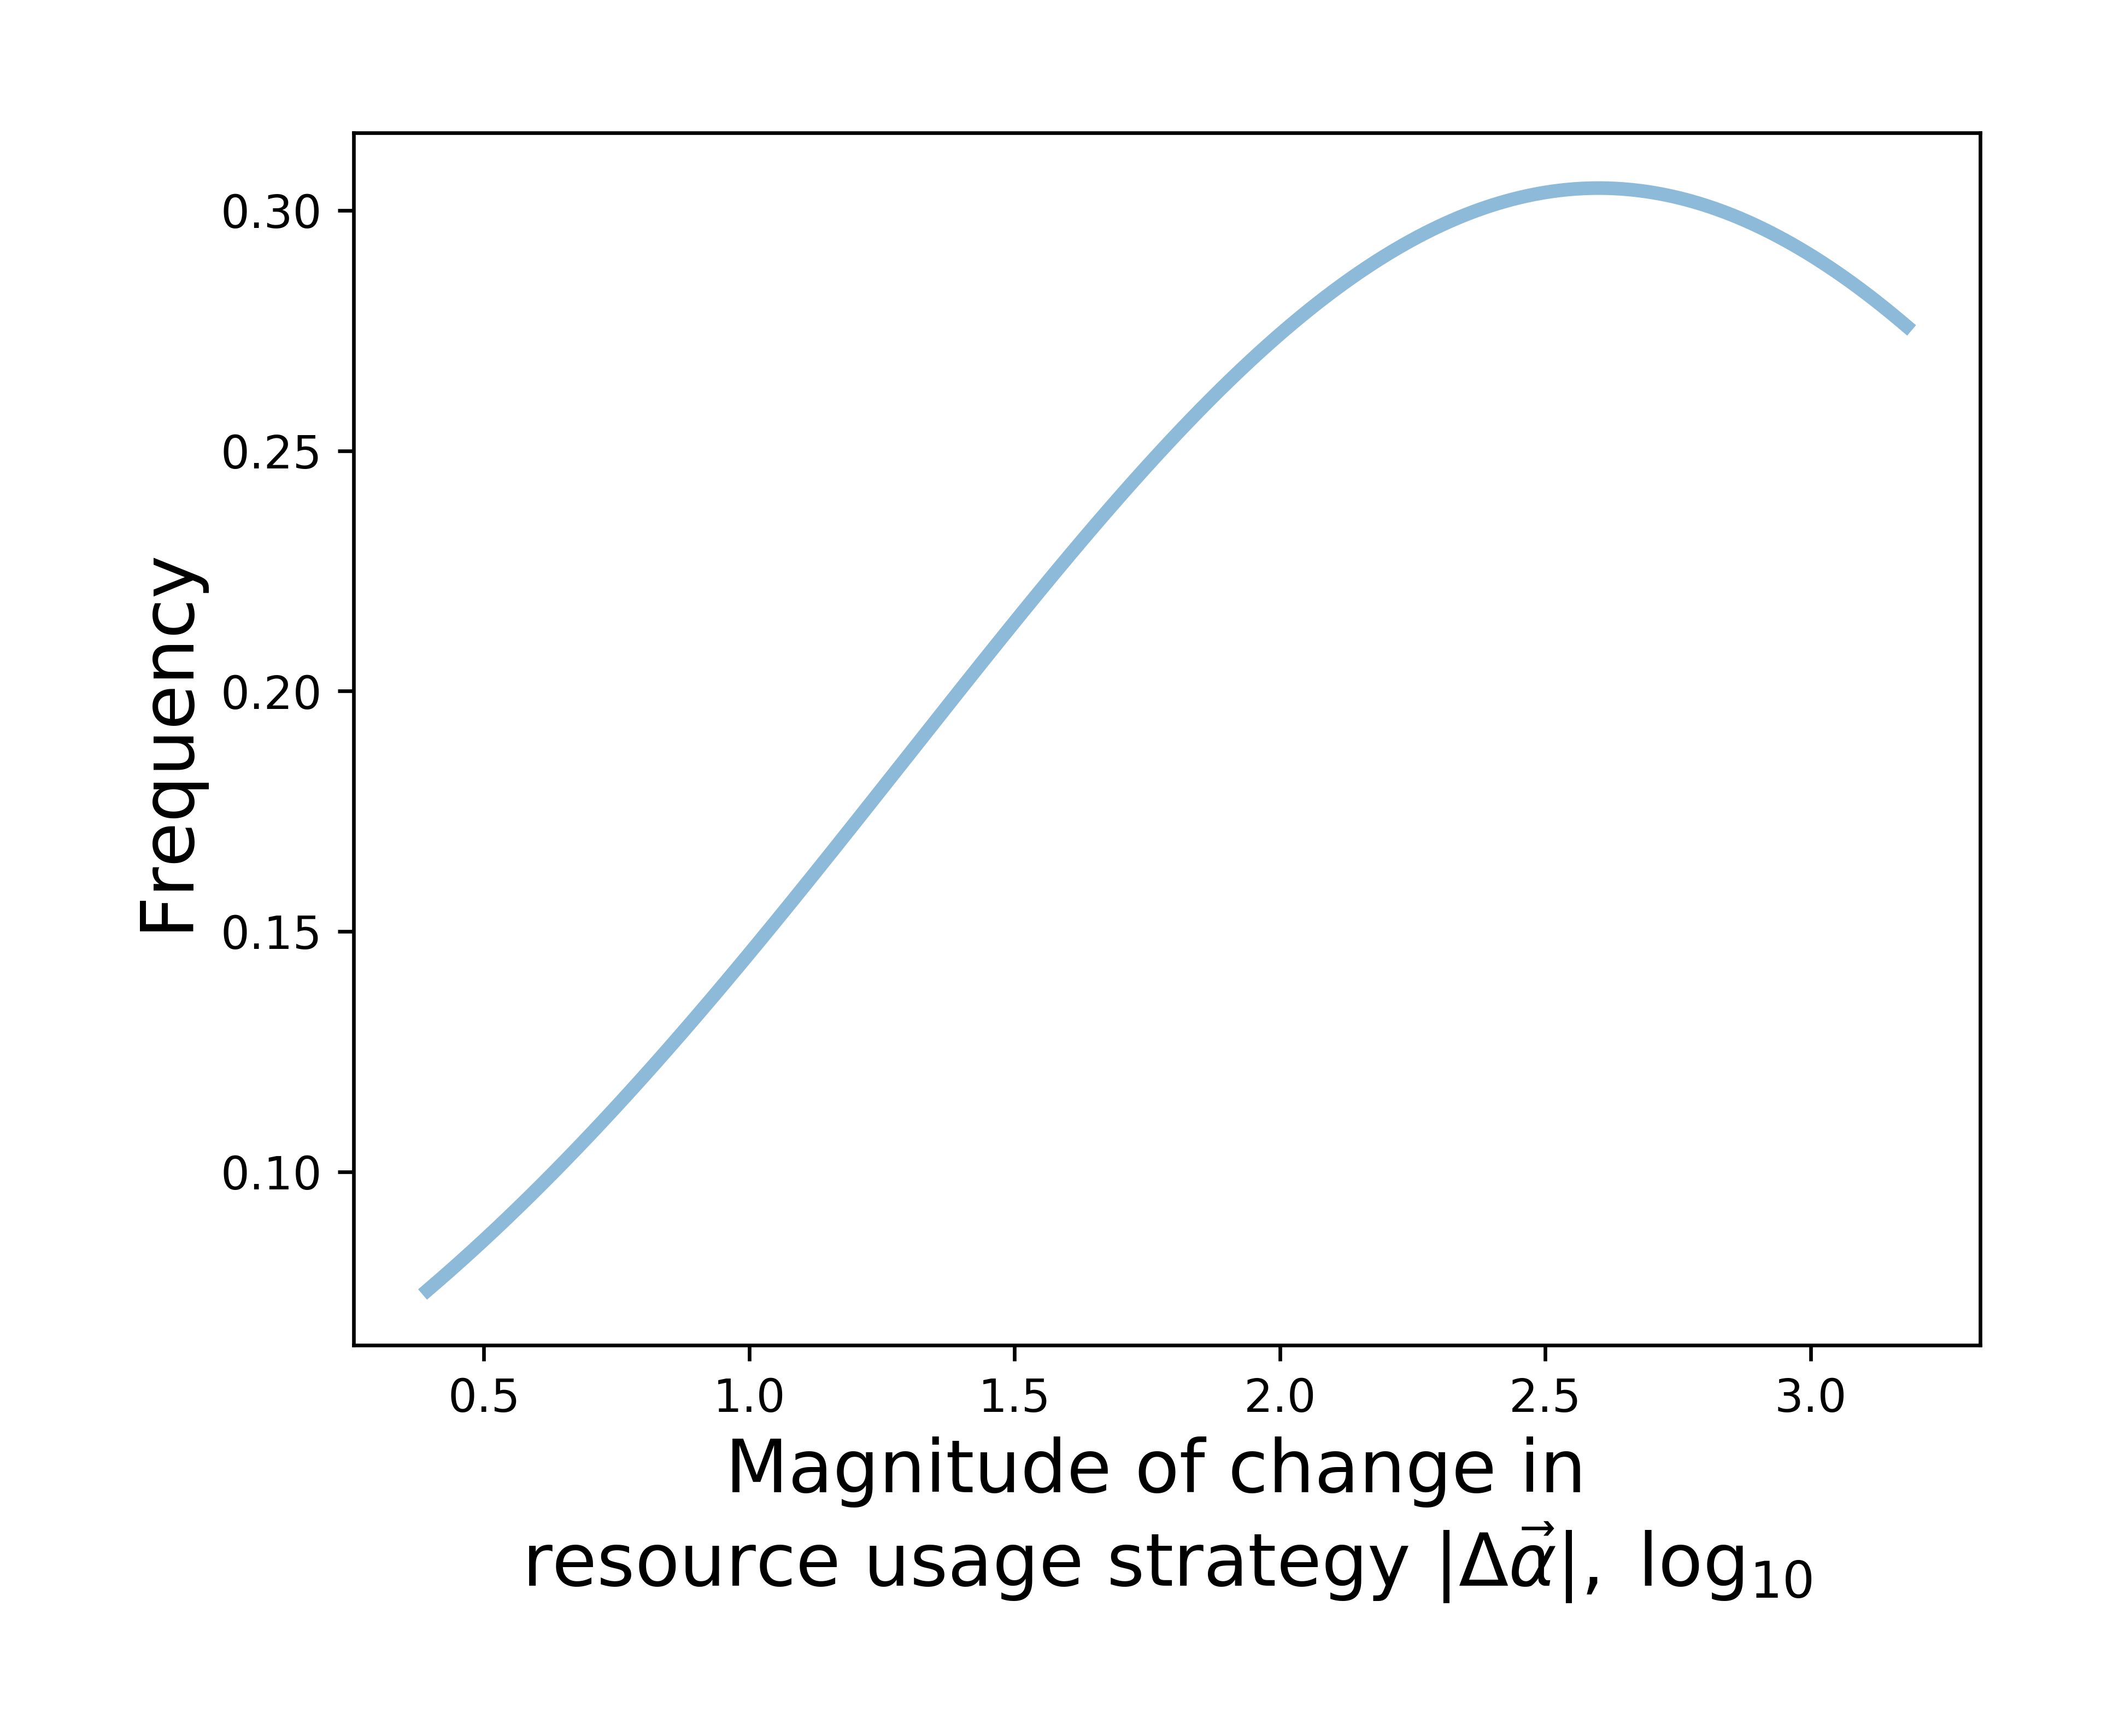 0.30
0.25
0.20
0.15
0.10
Frequency
0.5 1.0 1.5 2.0 2.5 3.0
Magnitude of change in
resource usage strategy |Δα⃗|, log₁₀